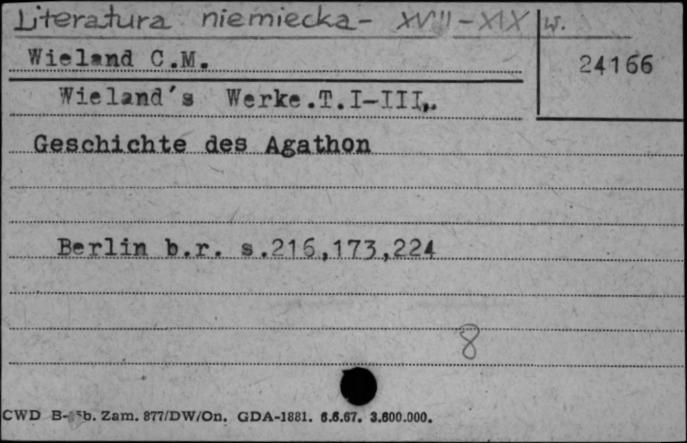 Literatura niemiecka - XVIII-XIX w.
Wieland C.M.
24166
Wieland's Werke.T.I-III,.
Geschichte des Agathon
Berlin b.r. s.216,173,224
8
CWD Zam. 877/DW/On. GDA-1881. 6.6.67. 3.600.000.